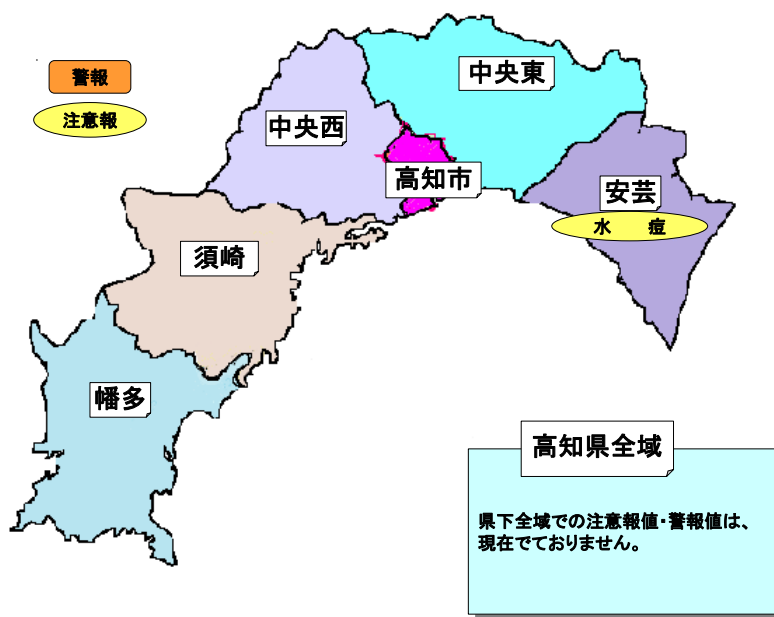 警報
注意報
中央東
中央西
高知市
安芸
水　痘
須崎
幡多
高知県全域
県下全域での注意報値・警報値は、
現在でておりません。